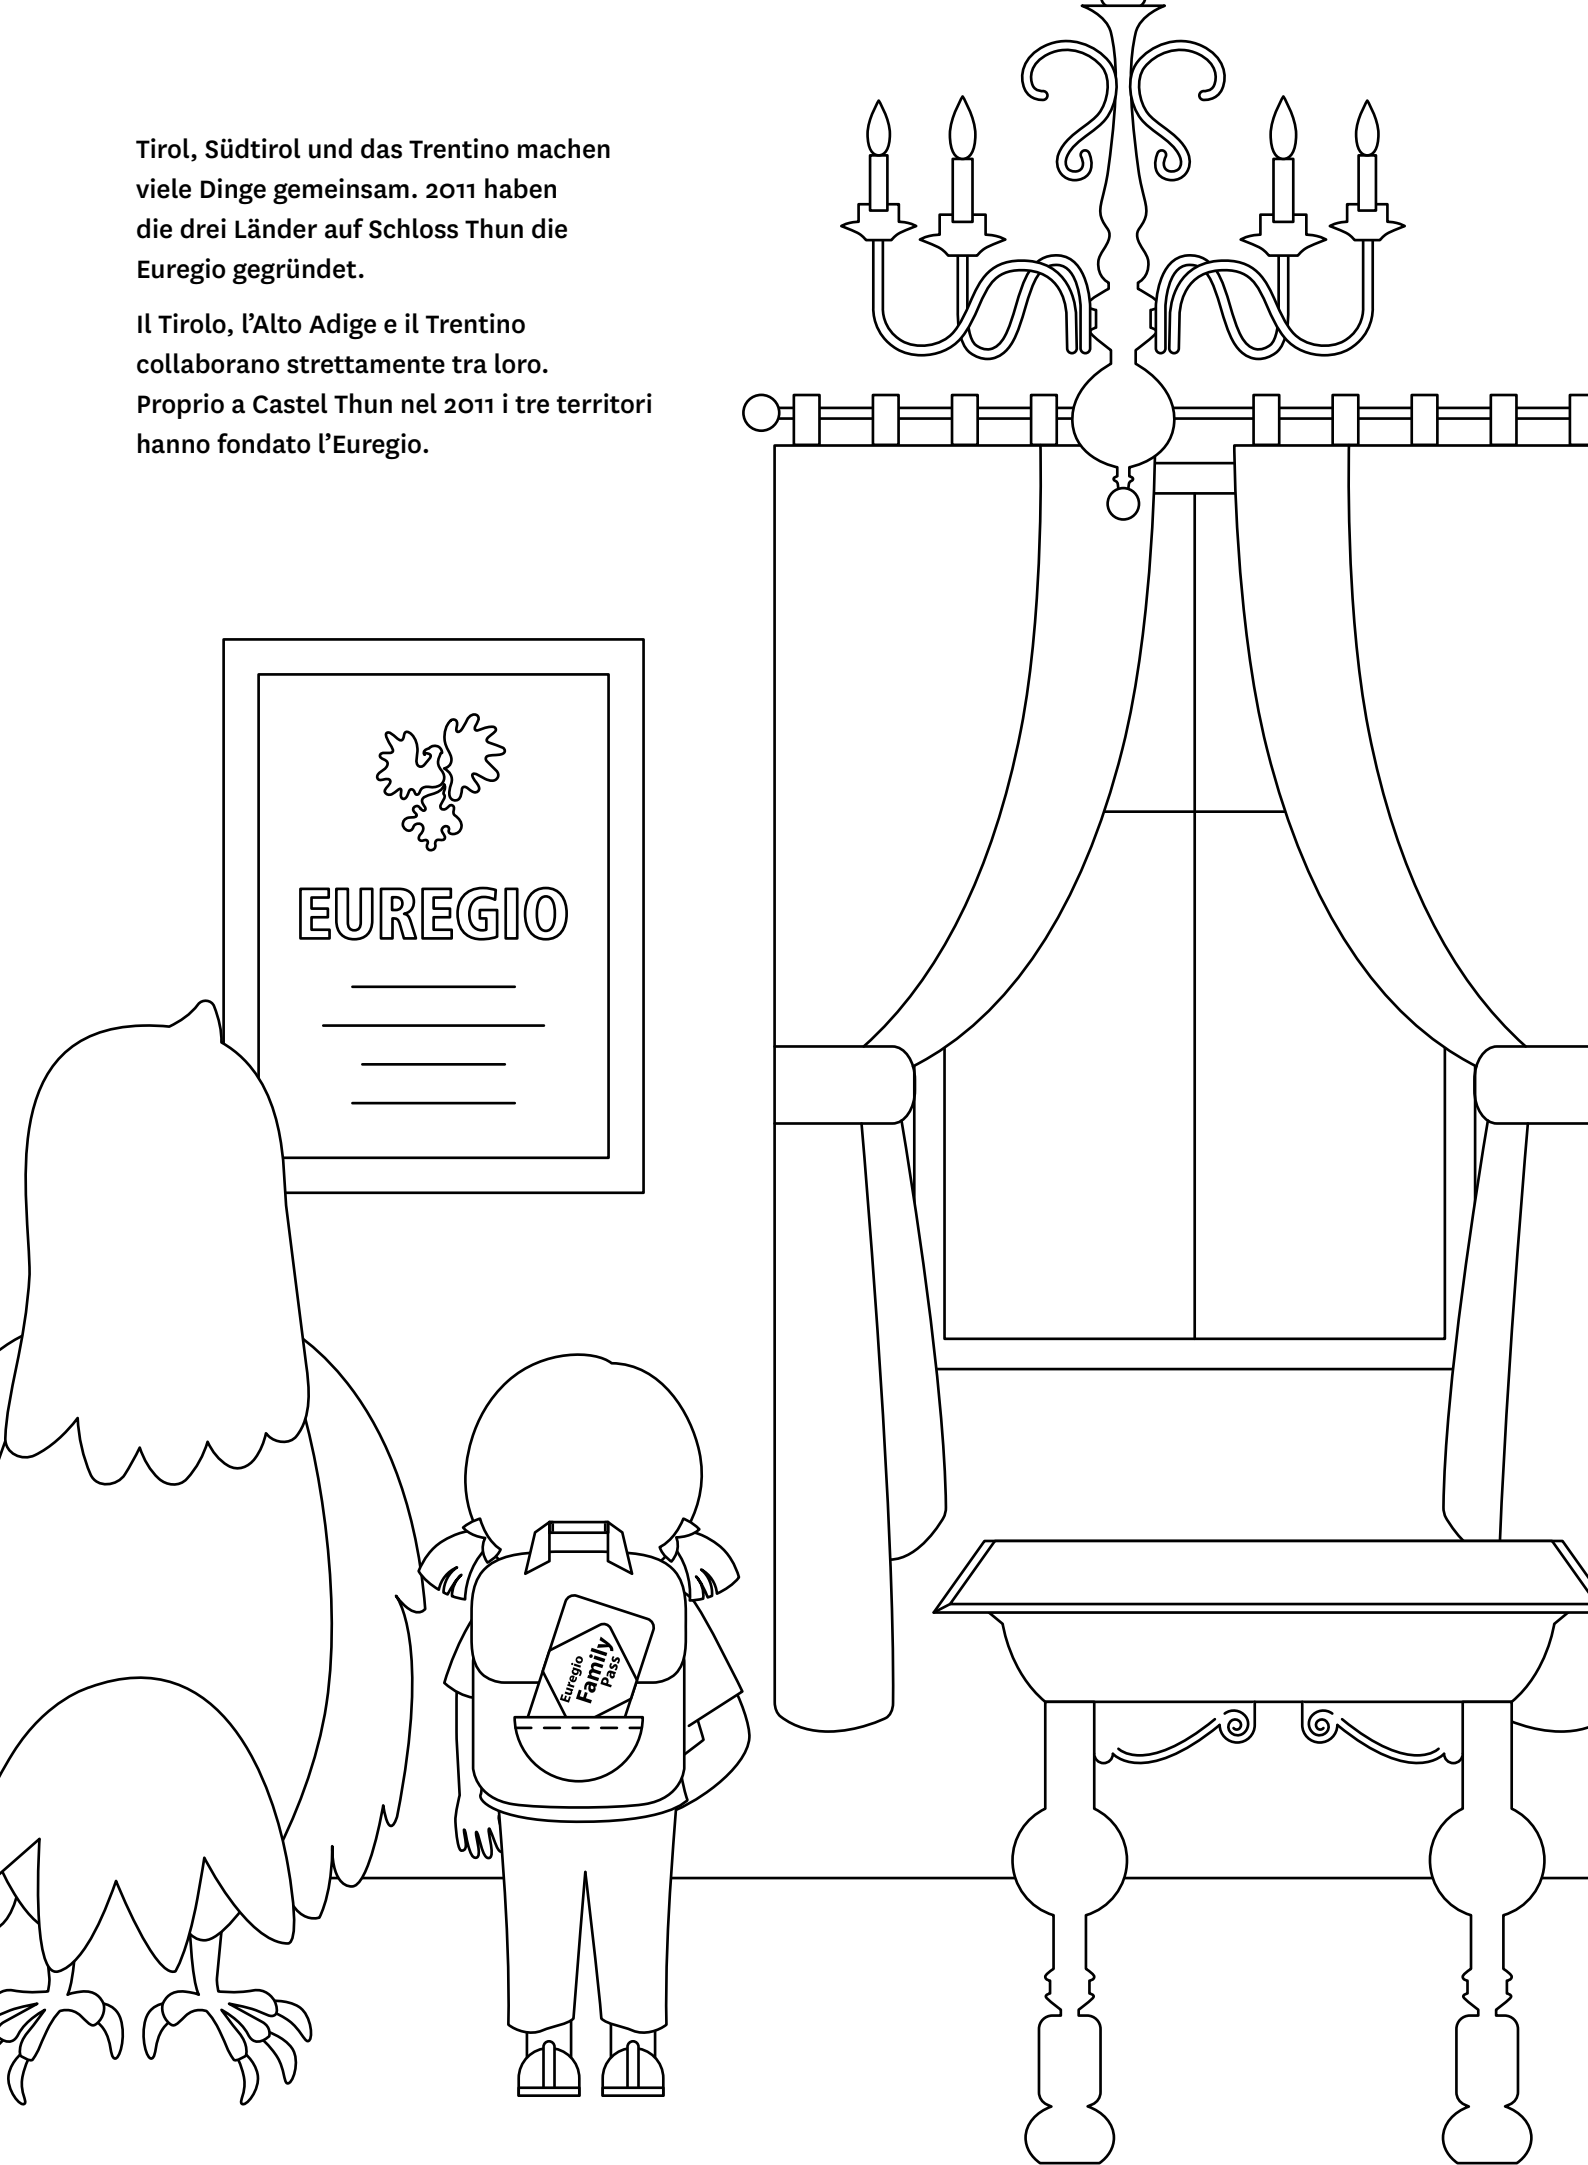 Tirol, Südtirol und das Trentino machen
viele Dinge gemeinsam. 2011 haben
die drei Länder auf Schloss Thun die
Euregio gegründet.
Il Tirolo, l’Alto Adige e il Trentino
collaborano strettamente tra loro.
Proprio a Castel Thun nel 2011 i tre territori
hanno fondato l’Euregio.
EUREGIO
Euregio
Family
Pass